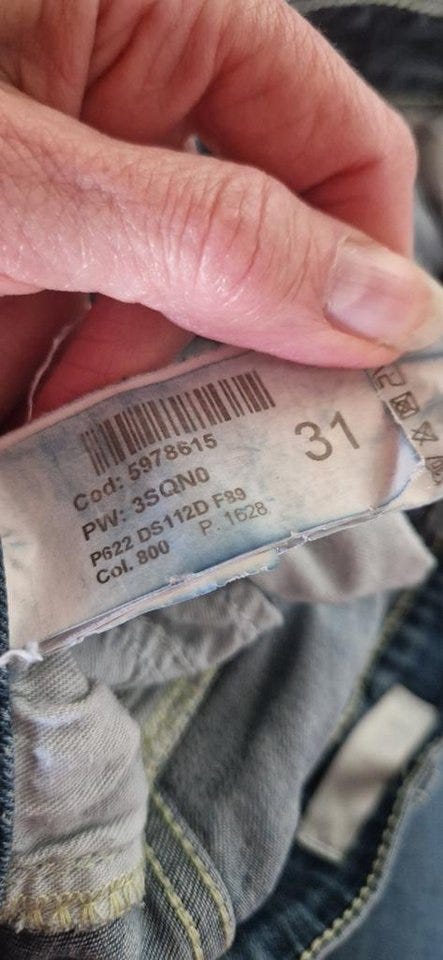 Cod: 5978615
PW: 3SQN0
31
P622 DS112D F89
Col. 800 P. 1628